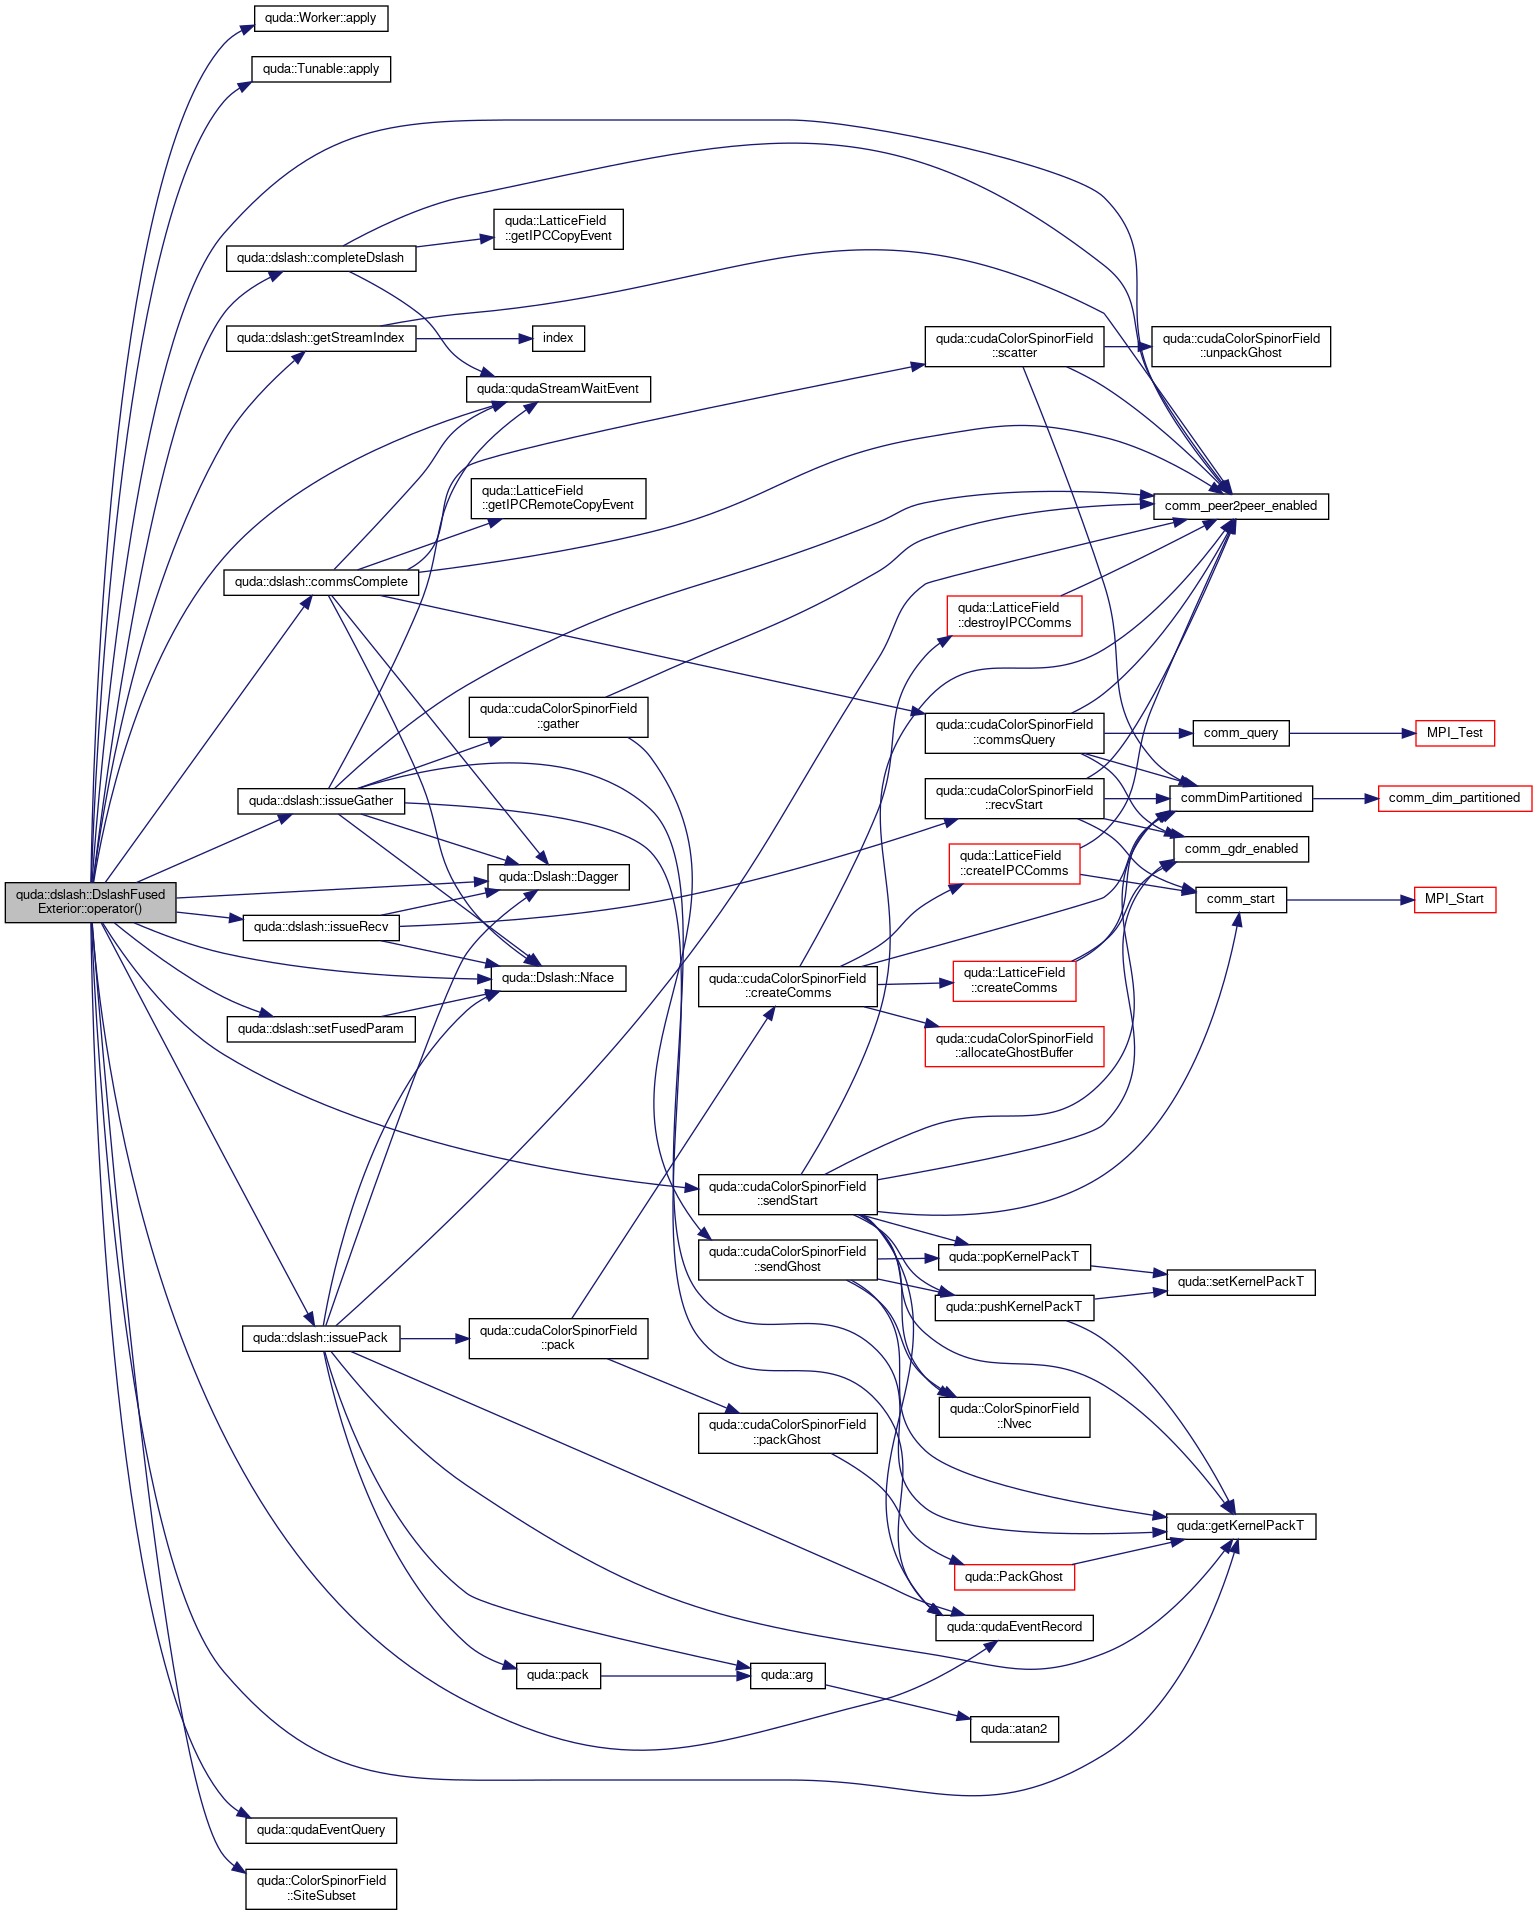 quda::Worker::apply
quda::Tunable::apply
quda::LatticeField
::getIPCCopyEvent
quda::dslash::completeDslash
quda::dslash::getStreamIndex
index
quda::cudaColorSpinorField
::scatter
quda::cudaColorSpinorField
::unpackGhost
quda::qudaStreamWaitEvent
quda::LatticeField
::getIPCRemoteCopyEvent
comm_peer2peer_enabled
quda::dslash::commsComplete
quda::LatticeField
::destroyIPCComms
quda::cudaColorSpinorField
::gather
quda::cudaColorSpinorField
::commsQuery
comm_query
MPI_Test
quda::dslash::issueGather
quda::cudaColorSpinorField
::recvStart
commDimPartitioned
comm_dim_partitioned
quda::LatticeField
::createIPCComms
comm_gdr_enabled
quda::Dslash::Dagger
quda::dslash::DslashFused
Exterior::operator()
comm_start
MPI_Start
quda::dslash::issueRecv
quda::Dslash::Nface
quda::cudaColorSpinorField
::createComms
quda::LatticeField
::createComms
quda::dslash::setFusedParam
quda::cudaColorSpinorField
::allocateGhostBuffer
quda::cudaColorSpinorField
::sendStart
quda::cudaColorSpinorField
::sendGhost
quda::popKernelPackT
quda::setKernelPackT
quda::pushKernelPackT
quda::dslash::issuePack
quda::cudaColorSpinorField
::pack
quda::ColorSpinorField
::Nvec
quda::cudaColorSpinorField
::packGhost
quda::getKernelPackT
quda::PackGhost
quda::qudaEventRecord
quda::pack
quda::arg
quda::atan2
quda::qudaEventQuery
quda::ColorSpinorField
::SiteSubset